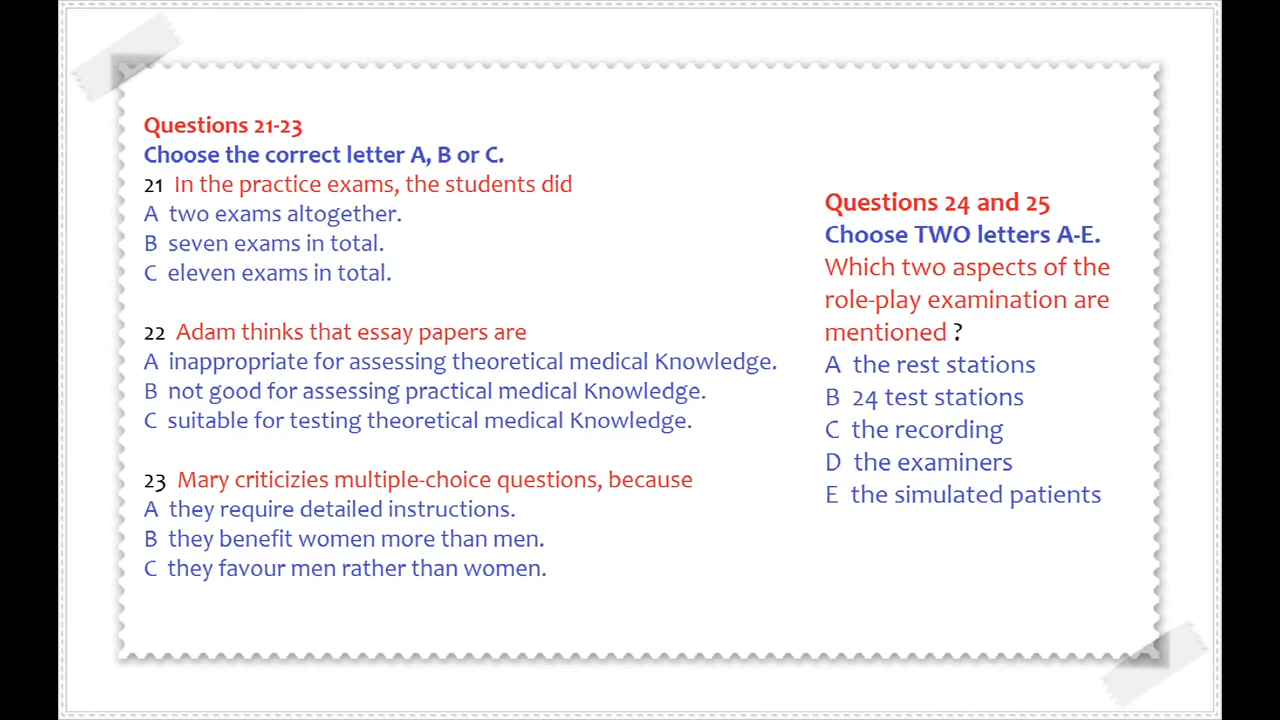 Questions 21-23
Choose the correct letter A, B or C.
21 In the practice exams, the students did
A two exams altogether.
B seven exams in total.
C eleven exams in total.
22 Adam thinks that essay papers are
A inappropriate for assessing theoretical medical Knowledge.
B not good for assessing practical medical Knowledge.
C suitable for testing theoretical medical Knowledge.
23 Mary criticizies multiple-choice questions, because
A they require detailed instructions.
B they benefit women more than men.
C they favour men rather than women.
Questions 24 and 25
Choose TWO letters A-E.
Which two aspects of the
role-play examination are
mentioned ?
A the rest stations
B 24 test stations
C the recording
D the examiners
E the simulated patients